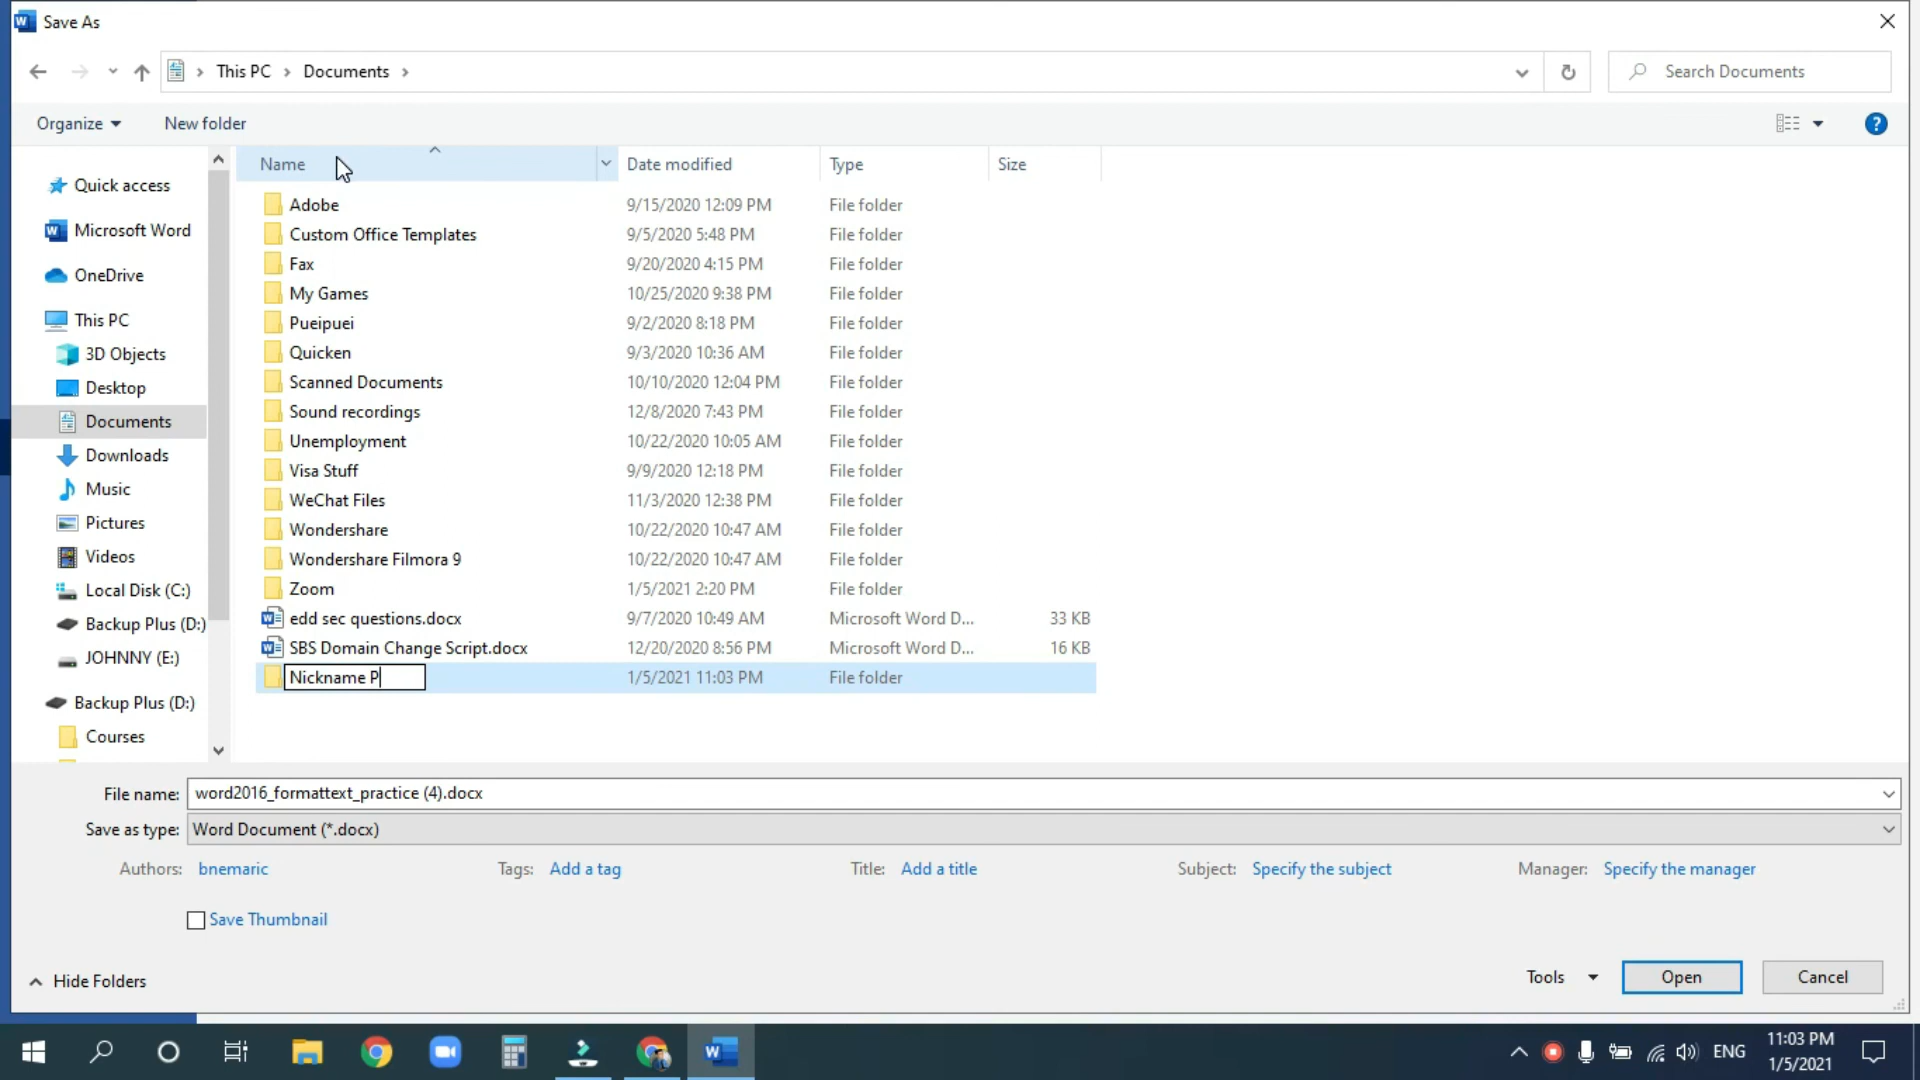 Save As
This PC > Documents >
Search Documents
Organize
New folder
Name
Date modified
Type
Size
Quick access
Microsoft Word
OneDrive
This PC
3D Objects
Desktop
Documents
Downloads
Music
Pictures
Videos
Local Disk (C:)
Backup Plus (D:)
JOHNNY (E:)
Backup Plus (D:)
Courses
Adobe 9/15/2020 12:09 PM File folder
Custom Office Templates 9/5/2020 5:48 PM File folder
Fax 9/20/2020 4:15 PM File folder
My Games 10/25/2020 9:38 PM File folder
Pueipuei 9/2/2020 8:18 PM File folder
Quicken 9/3/2020 10:36 AM File folder
Scanned Documents 10/10/2020 12:04 PM File folder
Sound recordings 12/8/2020 7:43 PM File folder
Unemployment 10/22/2020 10:05 AM File folder
Visa Stuff 9/9/2020 12:18 PM File folder
WeChat Files 11/3/2020 12:38 PM File folder
Wondershare 10/22/2020 10:47 AM File folder
Wondershare Filmora 9 10/22/2020 10:47 AM File folder
Zoom 1/5/2021 2:20 PM File folder
edd sec questions.docx 9/7/2020 10:49 AM Microsoft Word D... 33 KB
SBS Domain Change Script.docx 12/20/2020 8:56 PM Microsoft Word D... 16 KB
Nickname P 1/5/2021 11:03 PM File folder
File name: word2016_formattext_practice (4).docx
Save as type: Word Document (*.docx)
Authors: bnemaric Tags: Add a tag Title: Add a title Subject: Specify the subject Manager: Specify the manager
Save Thumbnail
Hide Folders
Tools
Open
Cancel
ENG
11:03 PM
1/5/2021